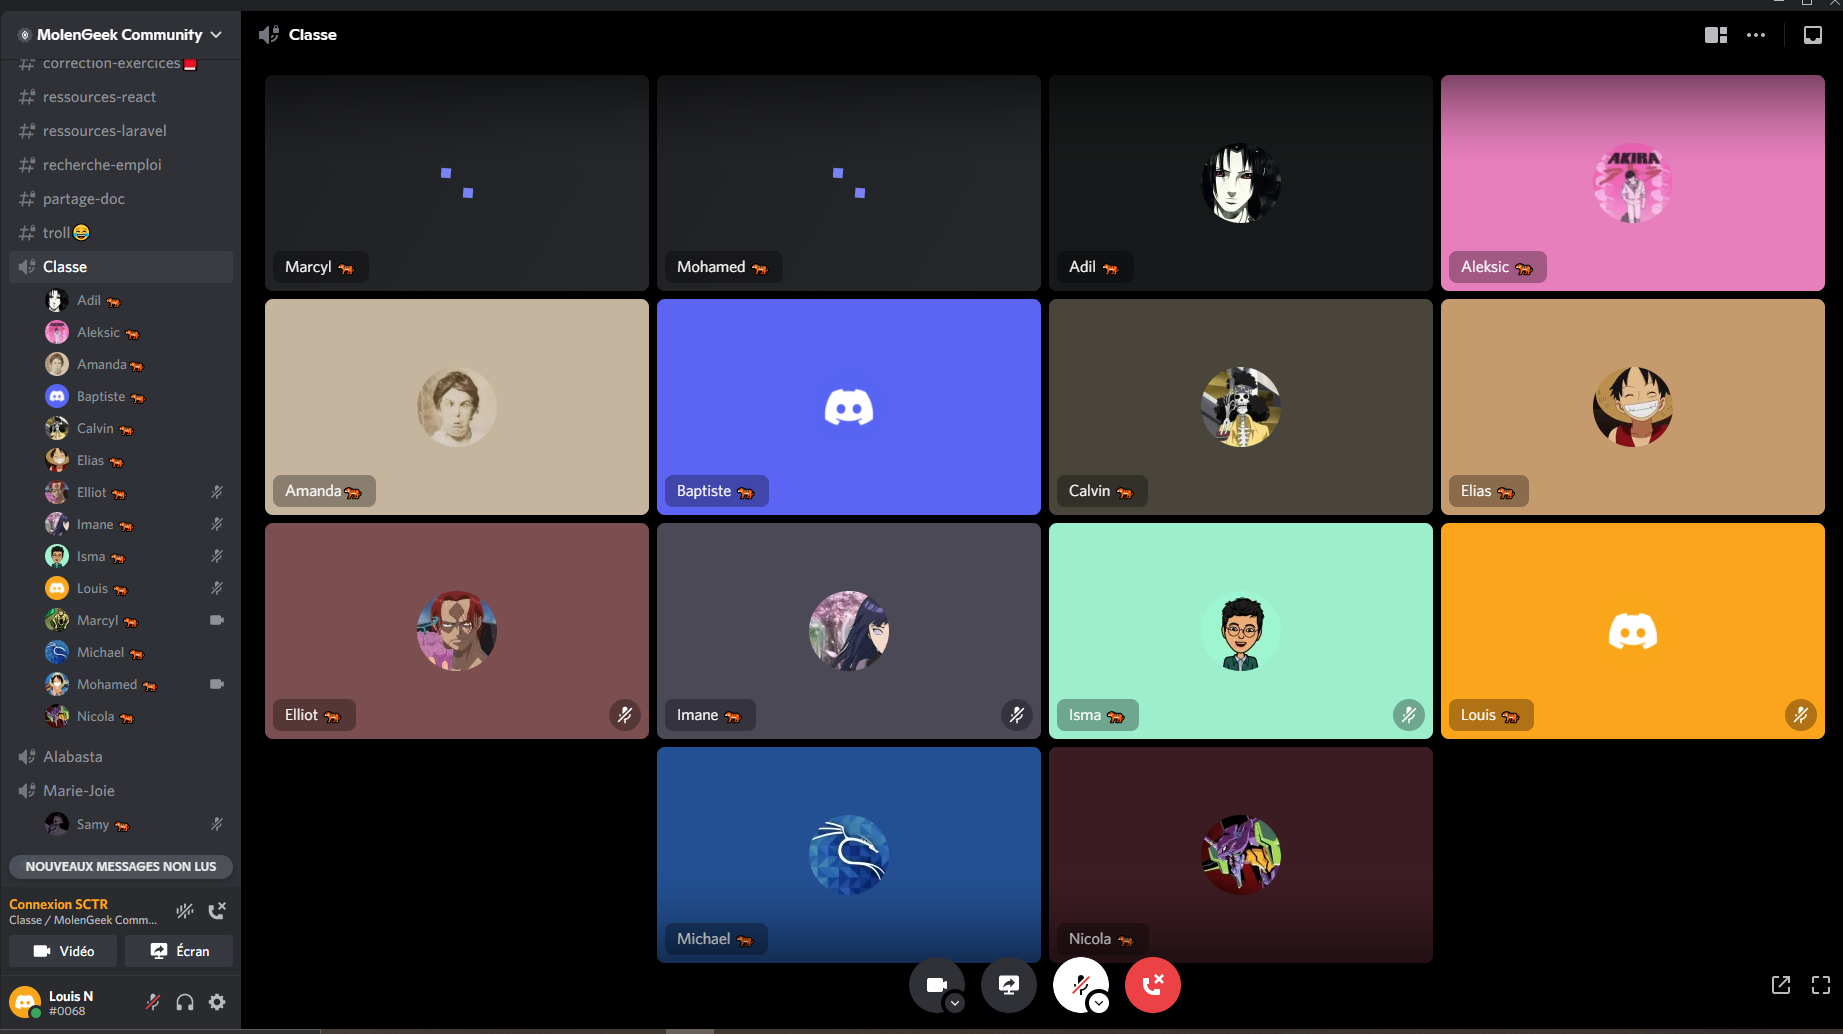 MolenGeek Community
correction-exercices
ressources-react
ressources-laravel
recherche-emploi
partage-doc
troll😂
Classe
Adil 🐅
Aleksic 🐅
Amanda🐅
Baptiste 🐅
Calvin 🐅
Elias 🐅
Elliot 🐅
Imane 🐅
Isma 🐅
Louis 🐅
Marcyl 🐅
Michael 🐅
Mohamed 🐅
Nicola 🐅
Alabasta
Marie-Joie
Samy 🐅
NOUVEAUX MESSAGES NON LUS
Connexion SCTR
Classe / MolenGeek Comm...
Vidéo
Écran
Louis N
#0068
Classe
Marcyl 🐅
Mohamed 🐅
Adil 🐅
AKIRA
Aleksic 🐅
Amanda🐅
Baptiste 🐅
Calvin 🐅
Elias 🐅
Elliot 🐅
Imane 🐅
Isma 🐅
Louis 🐅
Michael 🐅
Nicola 🐅